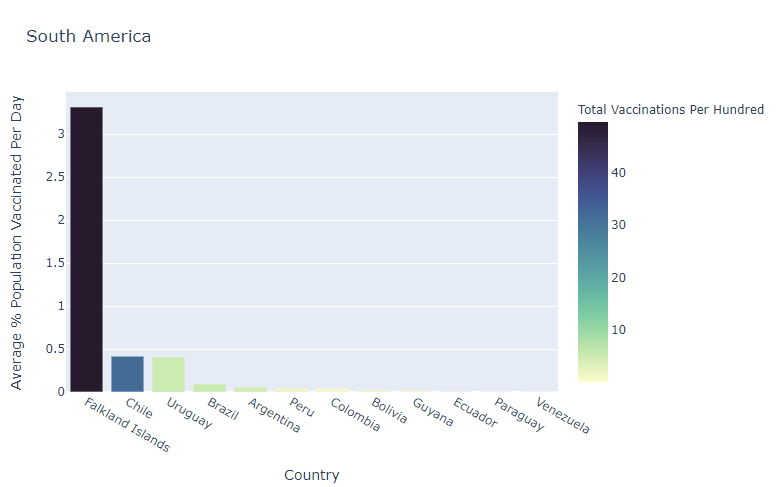 South America
Total Vaccinations Per Hundred
Average % Population Vaccinated Per Day
3
2.5
2
1.5
1
0.5
0
40
30
20
10
Falkland Islands
Chile
Uruguay
Brazil
Argentina
Peru
Colombia
Bolivia
Guyana
Ecuador
Paraguay
Venezuela
Country